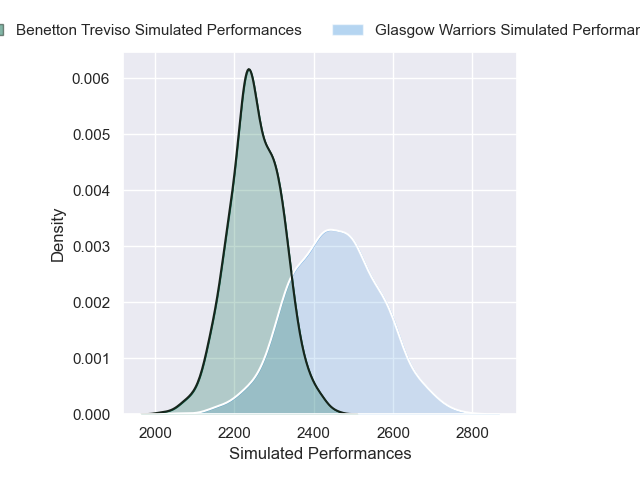 Benetton Treviso Simulated Performances
Glasgow Warriors Simulated
0.006
0.005
0.004
0.003
0.002
0.001
0.000
Density
2000 2200 2400 2600 2800
Simulated Performances